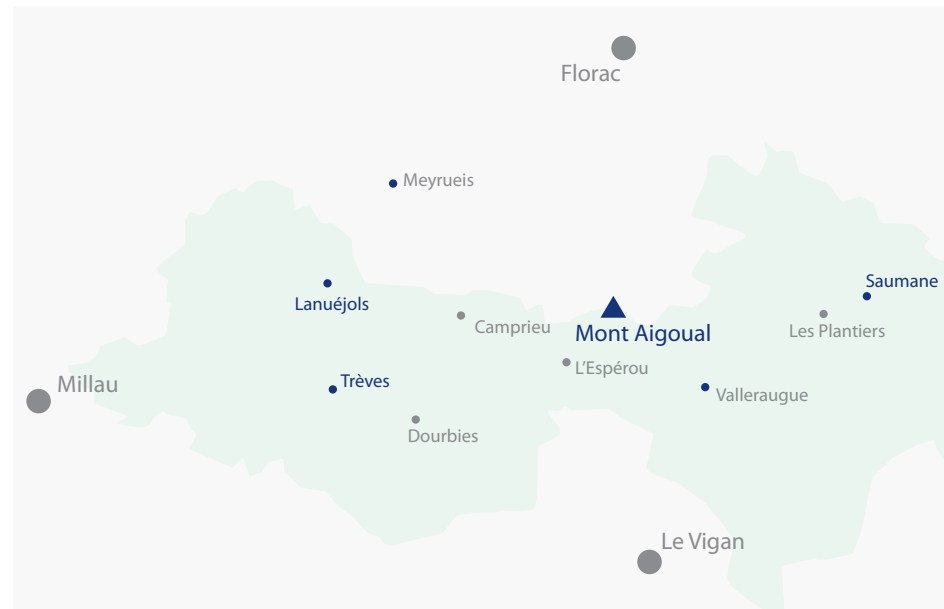 Florac
Meyrueis
Saumane
Lanuéjols
Camprieu
Mont Aigoual
Les Plantiers
L'Espérou
Millau
Trèves
Valleraugue
Dourbies
Le Vigan